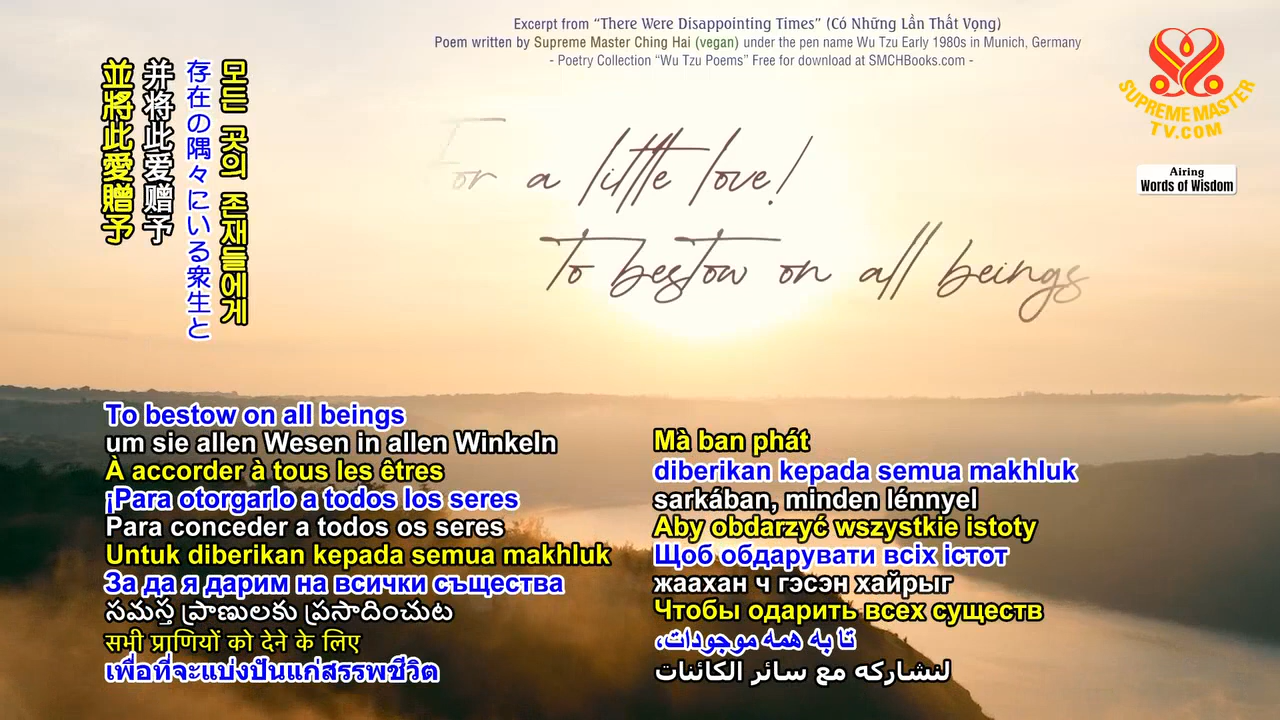 Excerpt from “There Were Disappointing Times” (Có Những Lần Thất Vọng)
Poem written by Supreme Master Ching Hai (vegan) under the pen name Wu Tzu Early 1980s in Munich, Germany
- Poetry Collection “Wu Tzu Poems” Free for download at SMCHBooks.com -
SUPREME MASTER
TV.COM
Airing
Words of Wisdom
모든 곳의 존재들에게
存在の隅々にいる衆生と
并将此爱赠予
並將此愛贈予
For a little love!
To bestow on all beings
To bestow on all beings
um sie allen Wesen in allen Winkeln
À accorder à tous les êtres
¡Para otorgarlo a todos los seres
Para conceder a todos os seres
Untuk diberikan kepada semua makhluk
За да я дарим на всички същества
సమస్త ప్రాణులకు ప్రసాదించుట
सभी प्राणियों को देने के लिए
เพื่อที่จะแบ่งปันแก่สรรพชีวิต
Mà ban phát
diberikan kepada semua makhluk
sarkában, minden lénnyel
Aby obdarzyć wszystkie istoty
Щоб обдарувати всіх істот
жаахан ч гэсэн хайрыг
Чтобы одарить всех существ
تا به همه موجودات،
لنشاركه مع سائر الكائنات